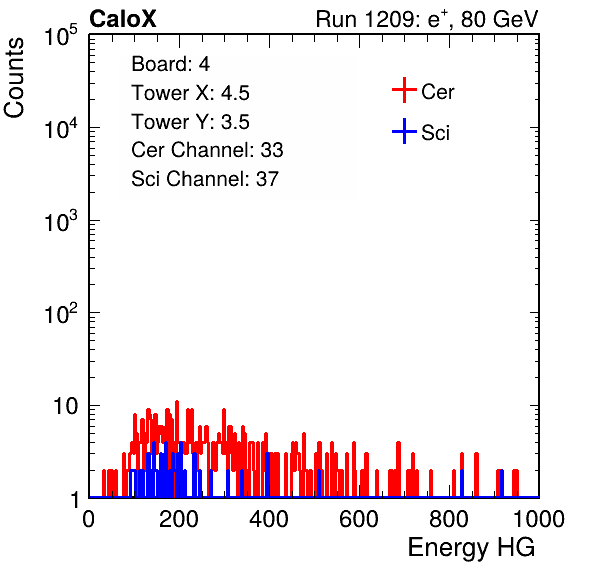 CaloX Run 1209: e⁺, 80 GeV
Counts
Board: 4
Tower X: 4.5
Tower Y: 3.5
Cer Channel: 33
Sci Channel: 37
Cer
Sci
10⁵
10⁴
10³
10²
10
1
0 200 400 600 800 1000
Energy HG